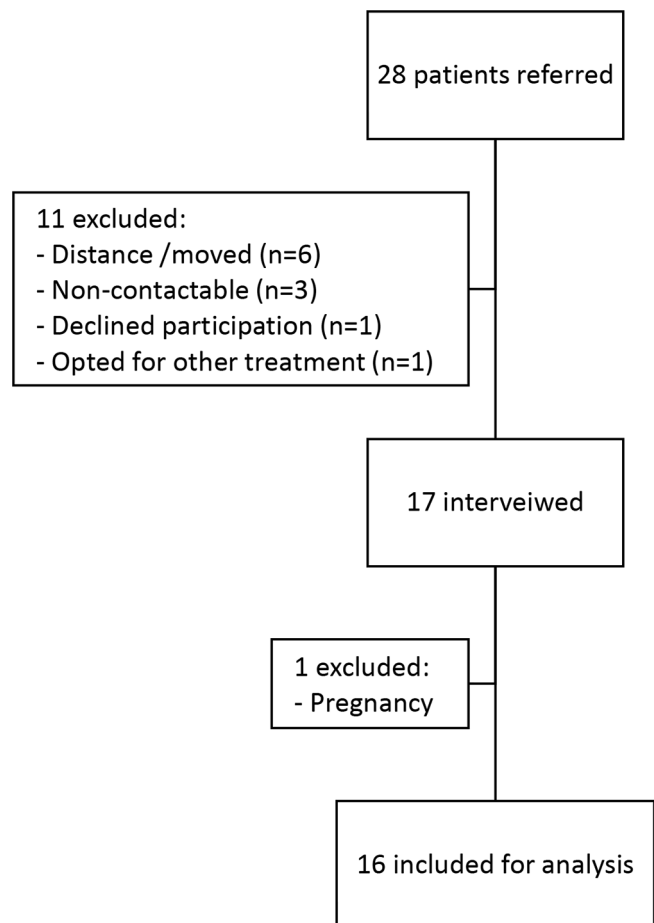 28 patients referred
11 excluded:
- Distance /moved (n=6)
- Non-contactable (n=3)
- Declined participation (n=1)
- Opted for other treatment (n=1)
17 interveiwed
1 excluded:
- Pregnancy
16 included for analysis